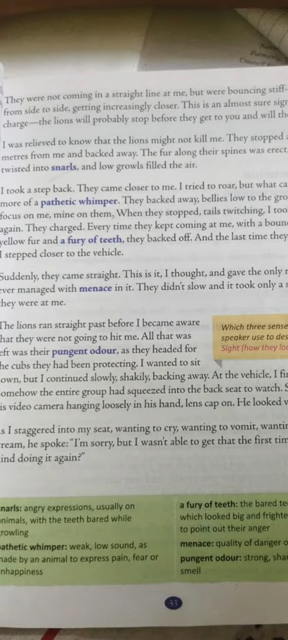 They were not coming in a straight line at me, but were bouncing stiff-
from side to side, getting increasingly closer. This is an almost sure sig
charge—the lions will probably stop before they get to you and will th
I was relieved to know that the lions might not kill me. They stopped a
metres from me and backed away. The fur along their spines was erect,
twisted into snarls, and low growls filled the air.
I took a step back. They came closer to me. I tried to roar, but what ca
more of a pathetic whimper. They backed away, bellies low to the gro
focus on me, mine on them, When they stopped, tails twitching, I too
again. They charged. Every time they kept coming at me, with a boun
yellow fur and a fury of teeth, they backed off. And the last time they
I stepped closer to the vehicle.
Suddenly, they came straight. This is it, I thought, and gave the only r
ever managed with menace in it. They didn't slow and it took only a
they were at me.
The lions ran straight past before I became aware
that they were not going to hit me. All that was
eft was their pungent odour, as they headed for
he cubs they had been protecting. I wanted to sit
own, but I continued slowly, shakily, backing away. At the vehicle, I fi
omehow the entire group had squeezed into the back seat to watch. S
is video camera hanging loosely in his hand, lens cap on. He looked
s I staggered into my seat, wanting to cry, wanting to vomit, wantin
ream, he spoke: "I'm sorry, but I wasn't able to get that the first tim
ind doing it again?"
Which three sense
speaker use to des
Sight (how they lo
narls: angry expressions, usually on
nimals, with the teeth bared while
rowling
athetic whimper: weak, low sound, as
ade by an animal to express pain, fear or
nhappiness
a fury of teeth: the bared tee
which looked big and frighte
to point out their anger
menace: quality of danger o
pungent odour: strong, sha
smell
33